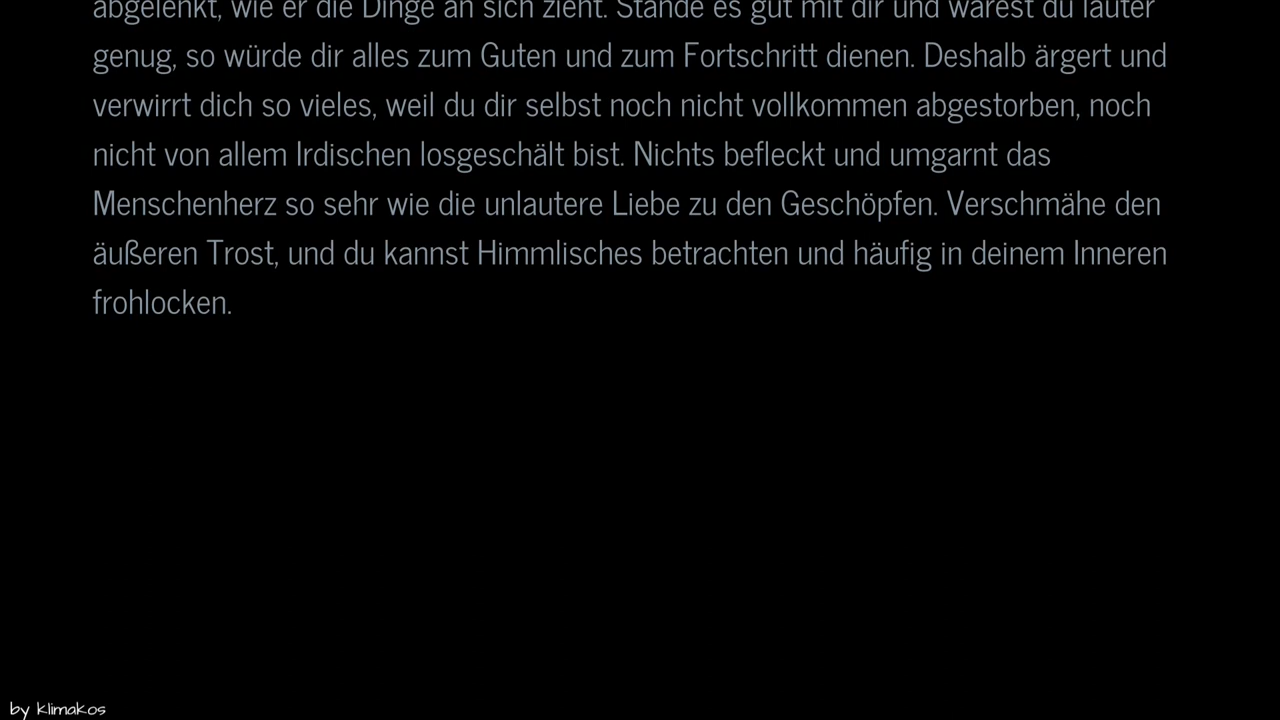 abgelenkt, wie er die Dinge an sich zieht. Stände es gut mit dir und wärest du lauter
genug, so würde dir alles zum Guten und zum Fortschritt dienen. Deshalb ärgert und
verwirrt dich so vieles, weil du dir selbst noch nicht vollkommen abgestorben, noch
nicht von allem Irdischen losgeschält bist. Nichts befleckt und umgarnt das
Menschenherz so sehr wie die unlautere Liebe zu den Geschöpfen. Verschmähe den
äußeren Trost, und du kannst Himmlisches betrachten und häufig in deinem Inneren
frohlocken.
by klimakos